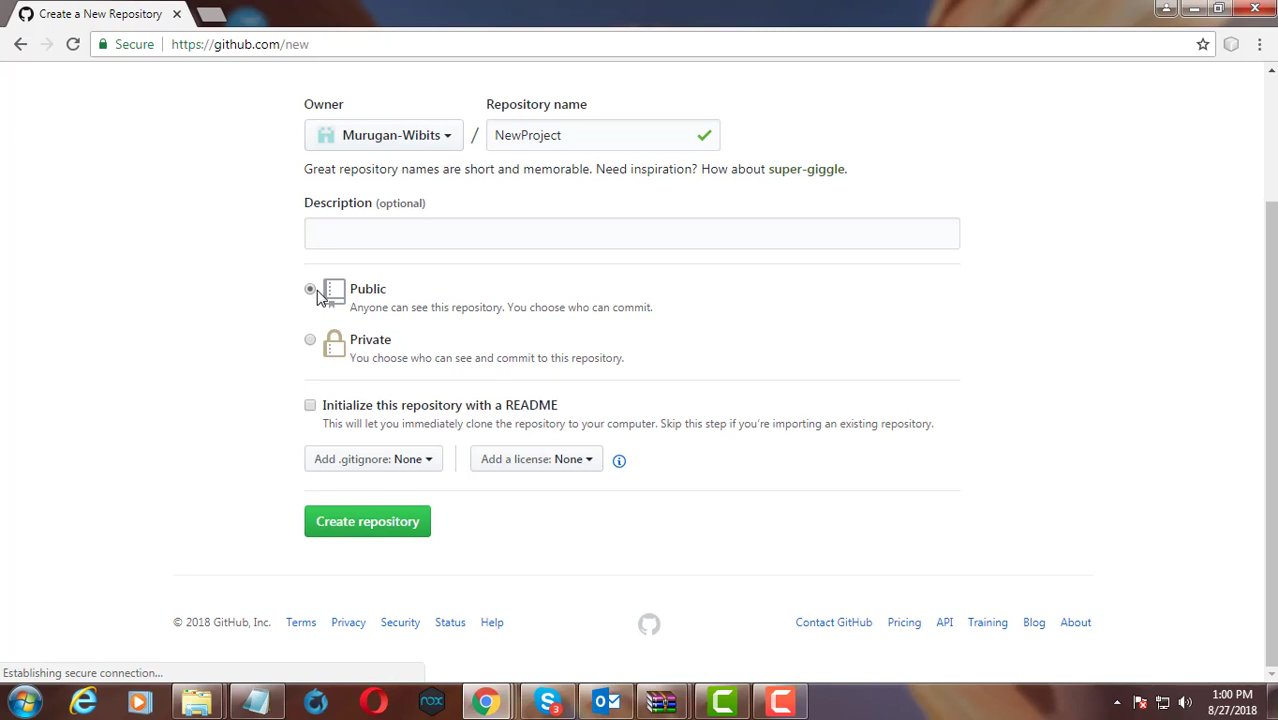 Create a New Repository
Secure
https://github.com/new
Owner
Repository name
Murugan-Wibits
/
NewProject
Great repository names are short and memorable. Need inspiration? How about super-giggle.
Description (optional)
Public
Anyone can see this repository. You choose who can commit.
Private
You choose who can see and commit to this repository.
Initialize this repository with a README
This will let you immediately clone the repository to your computer. Skip this step if you're importing an existing repository.
Add .gitignore: None
Add a license: None
Create repository
© 2018 GitHub, Inc. Terms Privacy Security Status Help
Contact GitHub Pricing API Training Blog About
Establishing secure connection...
nox
3
1:00 PM
8/27/2018